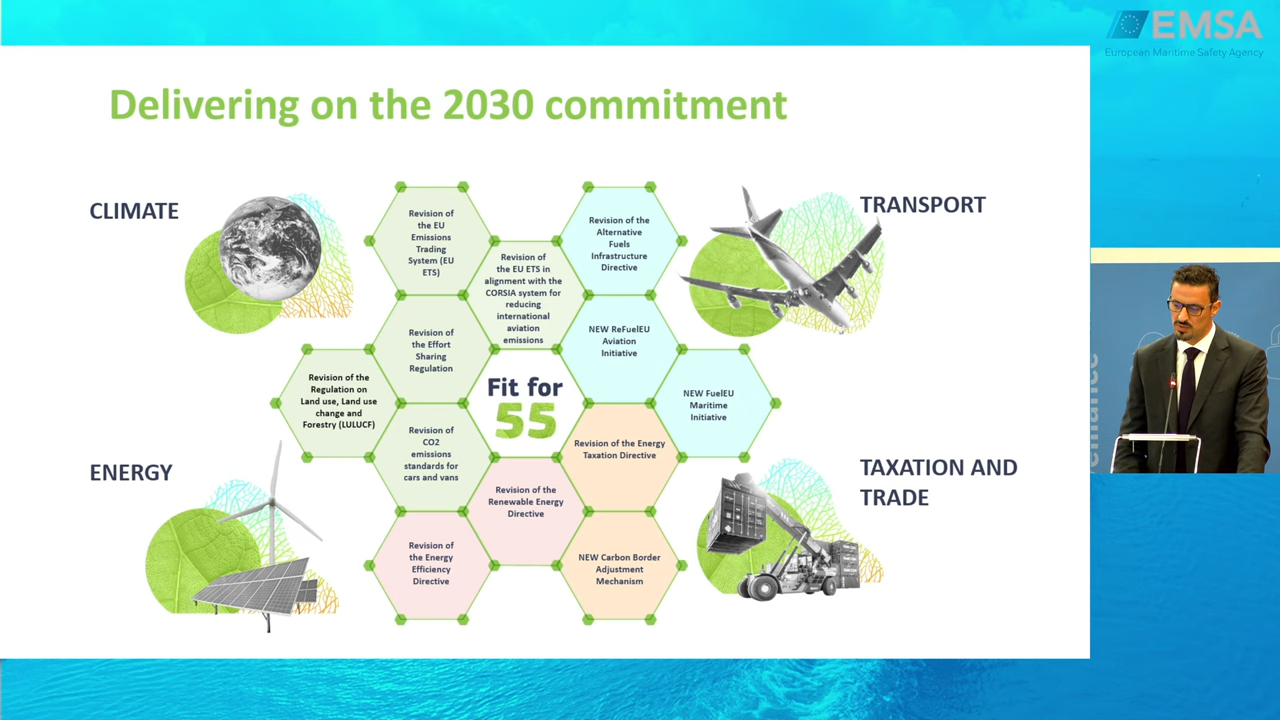 EMSA
European Maritime Safety Agency
Delivering on the 2030 commitment
CLIMATE
TRANSPORT
Revision of
the EU
Emissions
Trading
System (EU
ETS)
Revision of
the EU ETS in
alignment with the
CORSIA system for
reducing
international
aviation
emissions
Revision of the
Alternative
Fuels
Infrastructure
Directive
Revision of
the Effort
Sharing
Regulation
NEW ReFuelEU
Aviation
Initiative
Revision of the
Regulation on
Land use, Land use
change and
Forestry (LULUCF)
Fit for
55
NEW FuelEU
Maritime
Initiative
Revision of
CO2
emissions
standards for
cars and vans
Revision of the Energy
Taxation Directive
ENERGY
TAXATION AND
TRADE
Revision of the
Renewable Energy
Directive
Revision of
the Energy
Efficiency
Directive
NEW Carbon Border
Adjustment
Mechanism